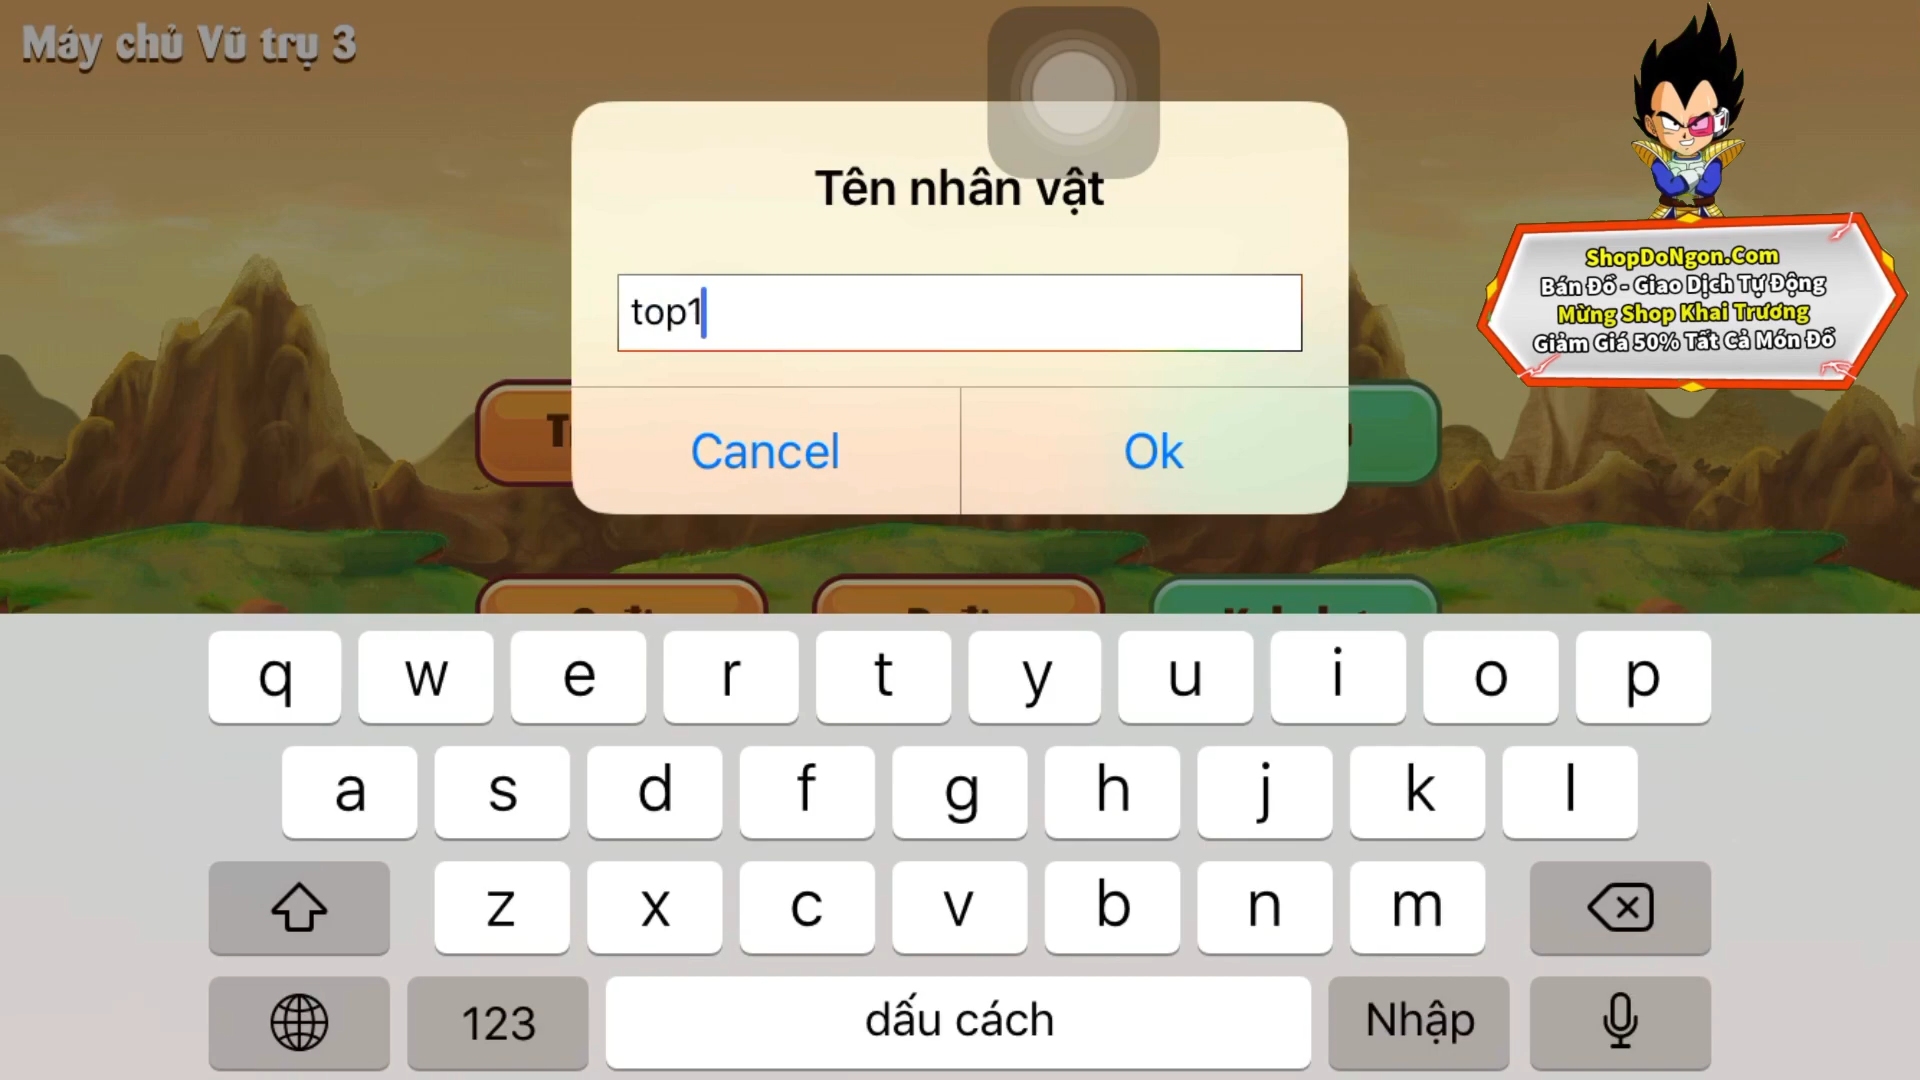 Máy chủ Vũ trụ 3
Tên nhân vật
top1
Cancel
Ok
ShopDoNgon.Com
Bán Đồ - Giao Dịch Tự Động
Mừng Shop Khai Trương
Giảm Giá 50% Tất Cả Món Đồ
q w e r t y u i o p
a s d f g h j k l
z x c v b n m
123
dấu cách
Nhập